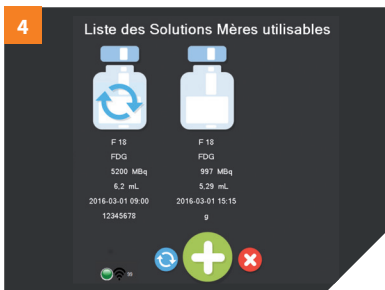 4
Liste des Solutions Mères utilisables
F 18 F 18
FDG FDG
5200 MBq 997 MBq
6,2 mL 5,29 mL
2016-03-01 09:00 2016-03-01 15:15
12345678 g